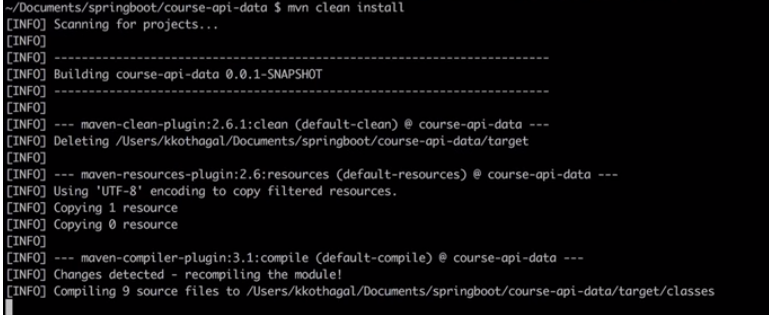 ~/Documents/springboot/course-api-data $ mvn clean install
[INFO] Scanning for projects...
[INFO]
[INFO] ------------------------------------------------------------------------
[INFO] Building course-api-data 0.0.1-SNAPSHOT
[INFO] ------------------------------------------------------------------------
[INFO]
[INFO] --- maven-clean-plugin:2.6.1:clean (default-clean) @ course-api-data ---
[INFO] Deleting /Users/kkothagal/Documents/springboot/course-api-data/target
[INFO]
[INFO] --- maven-resources-plugin:2.6:resources (default-resources) @ course-api-data ---
[INFO] Using 'UTF-8' encoding to copy filtered resources.
[INFO] Copying 1 resource
[INFO] Copying 0 resource
[INFO]
[INFO] --- maven-compiler-plugin:3.1:compile (default-compile) @ course-api-data ---
[INFO] Changes detected - recompiling the module!
[INFO] Compiling 9 source files to /Users/kkothagal/Documents/springboot/course-api-data/target/classes